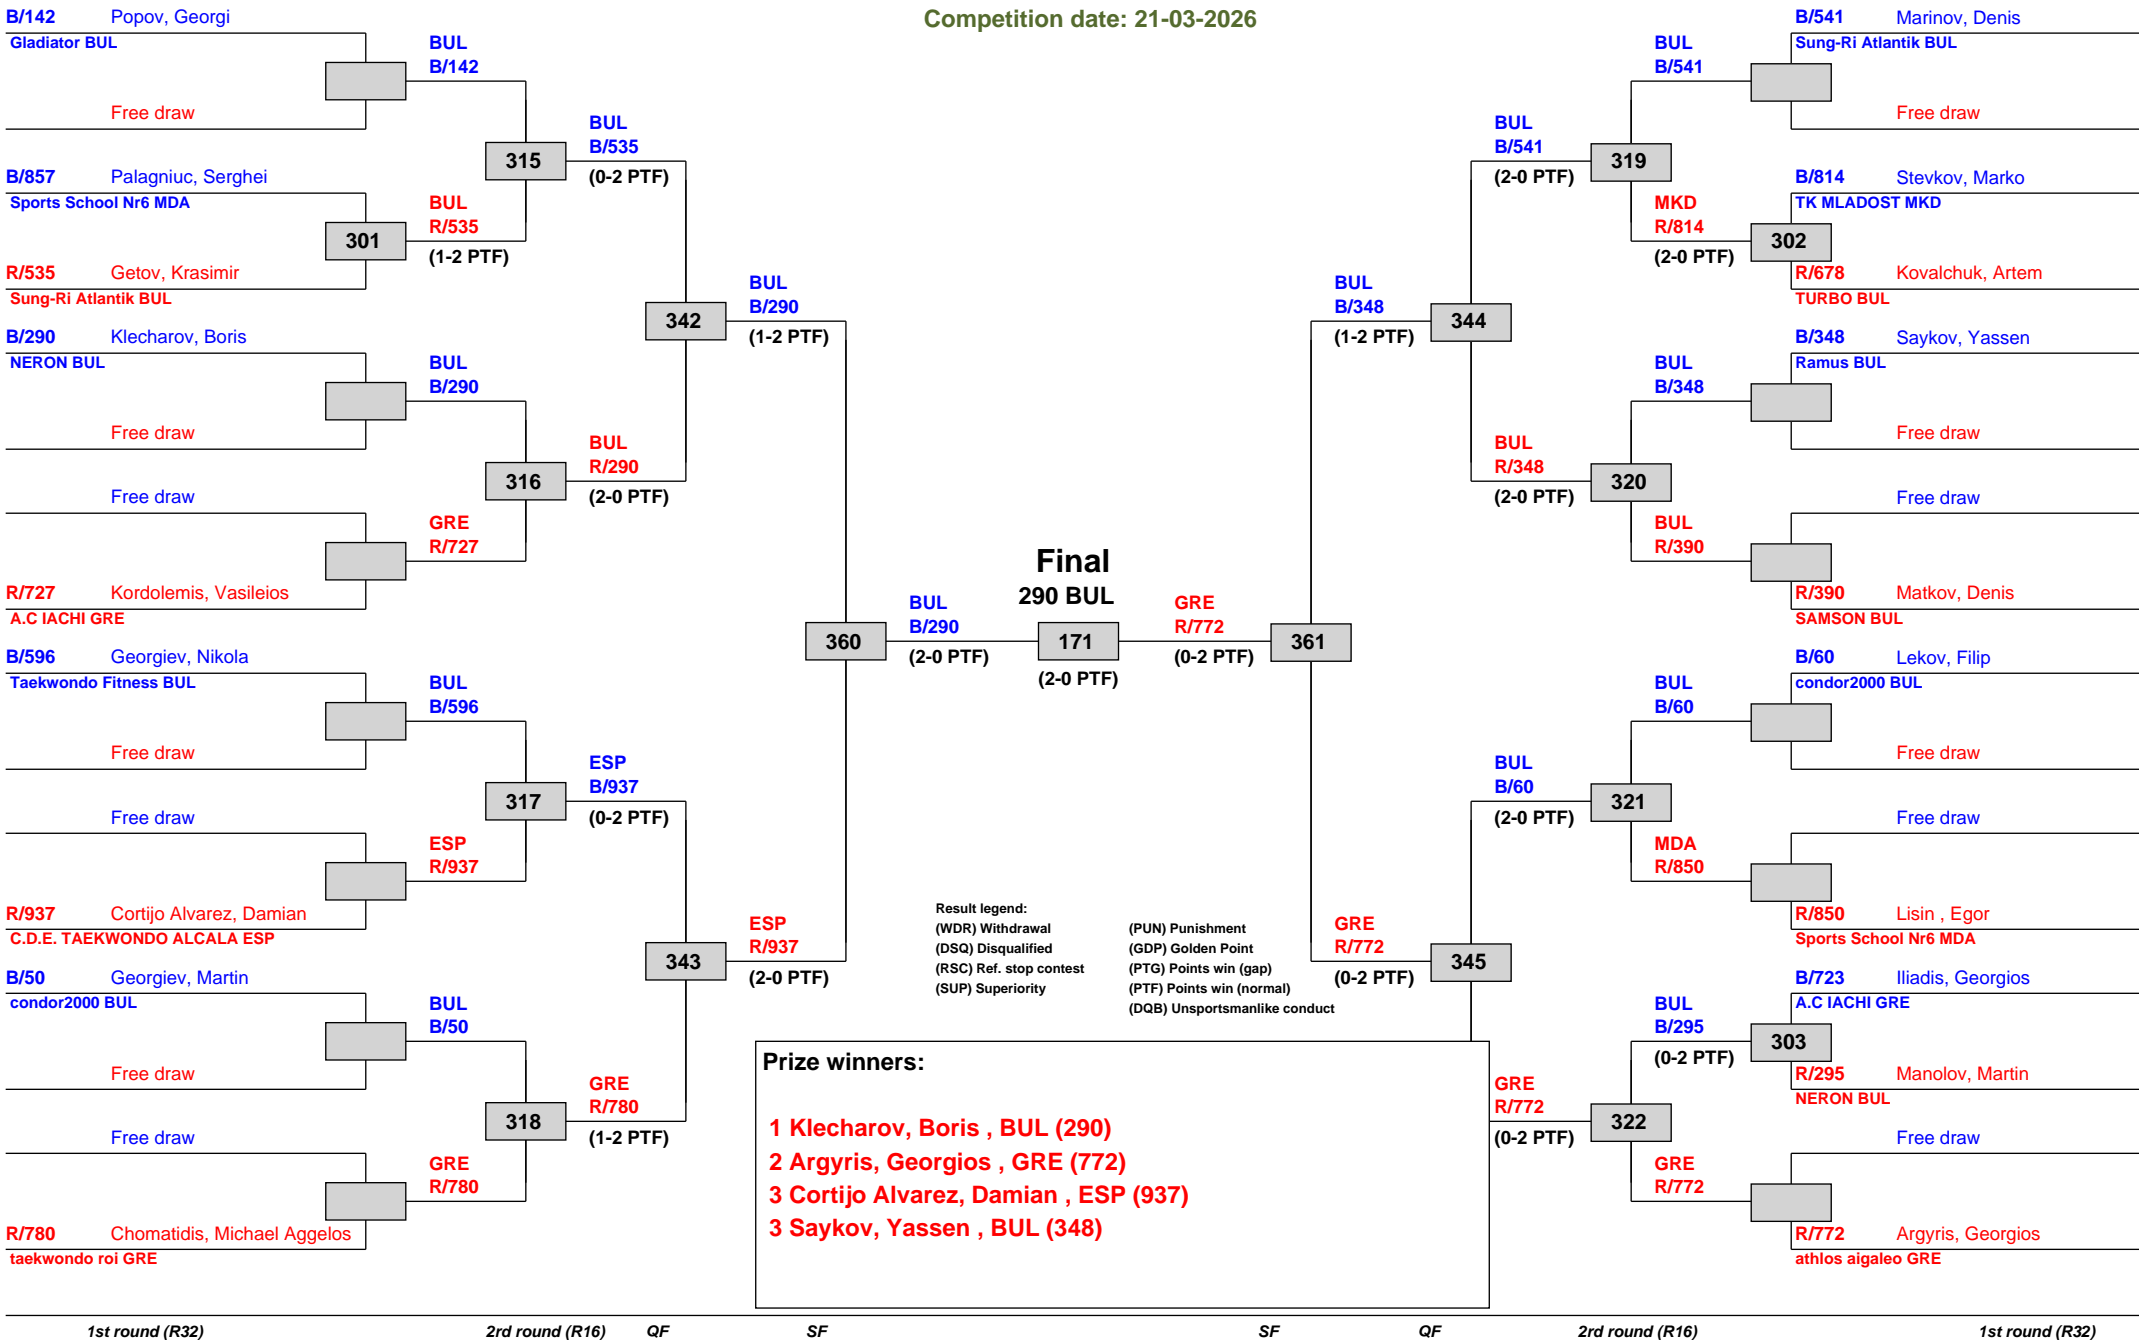 Competition date: 21-03-2026
B/142 Popov, Georgi
Gladiator BUL
Free draw
BUL
B/142
B/857 Palagniuc, Serghei
Sports School Nr6 MDA
301
R/535 Getov, Krasimir
Sung-Ri Atlantik BUL
BUL
R/535
(1-2 PTF)
315
BUL
B/535
(0-2 PTF)
B/290 Klecharov, Boris
NERON BUL
Free draw
BUL
B/290
Free draw
R/727 Kordolemis, Vasileios
A.C IACHI GRE
GRE
R/727
316
BUL
R/290
(2-0 PTF)
342
BUL
B/290
(1-2 PTF)
B/596 Georgiev, Nikola
Taekwondo Fitness BUL
Free draw
BUL
B/596
Free draw
R/937 Cortijo Alvarez, Damian
C.D.E. TAEKWONDO ALCALA ESP
ESP
R/937
317
ESP
B/937
(0-2 PTF)
B/50 Georgiev, Martin
condor2000 BUL
Free draw
BUL
B/50
Free draw
R/780 Chomatidis, Michael Aggelos
taekwondo roi GRE
GRE
R/780
318
GRE
R/780
(1-2 PTF)
343
ESP
R/937
(2-0 PTF)
360
BUL
B/290
(2-0 PTF)
Final
290 BUL
171
(2-0 PTF)
GRE
R/772
(0-2 PTF)
361
BUL
B/348
(1-2 PTF)
344
BUL
B/541
(2-0 PTF)
319
BUL
B/541
B/541 Marinov, Denis
Sung-Ri Atlantik BUL
Free draw
MKD
R/814
(2-0 PTF)
302
B/814 Stevkov, Marko
TK MLADOST MKD
R/678 Kovalchuk, Artem
TURBO BUL
BUL
R/348
(2-0 PTF)
320
BUL
B/348
B/348 Saykov, Yassen
Ramus BUL
Free draw
BUL
R/390
Free draw
R/390 Matkov, Denis
SAMSON BUL
GRE
R/772
(0-2 PTF)
345
BUL
B/60
(2-0 PTF)
321
BUL
B/60
B/60 Lekov, Filip
condor2000 BUL
Free draw
MDA
R/850
Free draw
R/850 Lisin , Egor
Sports School Nr6 MDA
GRE
R/772
(0-2 PTF)
322
BUL
B/295
(0-2 PTF)
303
B/723 Iliadis, Georgios
A.C IACHI GRE
R/295 Manolov, Martin
NERON BUL
GRE
R/772
Free draw
R/772 Argyris, Georgios
athlos aigaleo GRE
Result legend:
(WDR) Withdrawal (PUN) Punishment
(DSQ) Disqualified (GDP) Golden Point
(RSC) Ref. stop contest (PTG) Points win (gap)
(SUP) Superiority (PTF) Points win (normal)
(DQB) Unsportsmanlike conduct
Prize winners:
1 Klecharov, Boris , BUL (290)
2 Argyris, Georgios , GRE (772)
3 Cortijo Alvarez, Damian , ESP (937)
3 Saykov, Yassen , BUL (348)
1st round (R32) 2rd round (R16) QF SF SF QF 2rd round (R16) 1st round (R32)